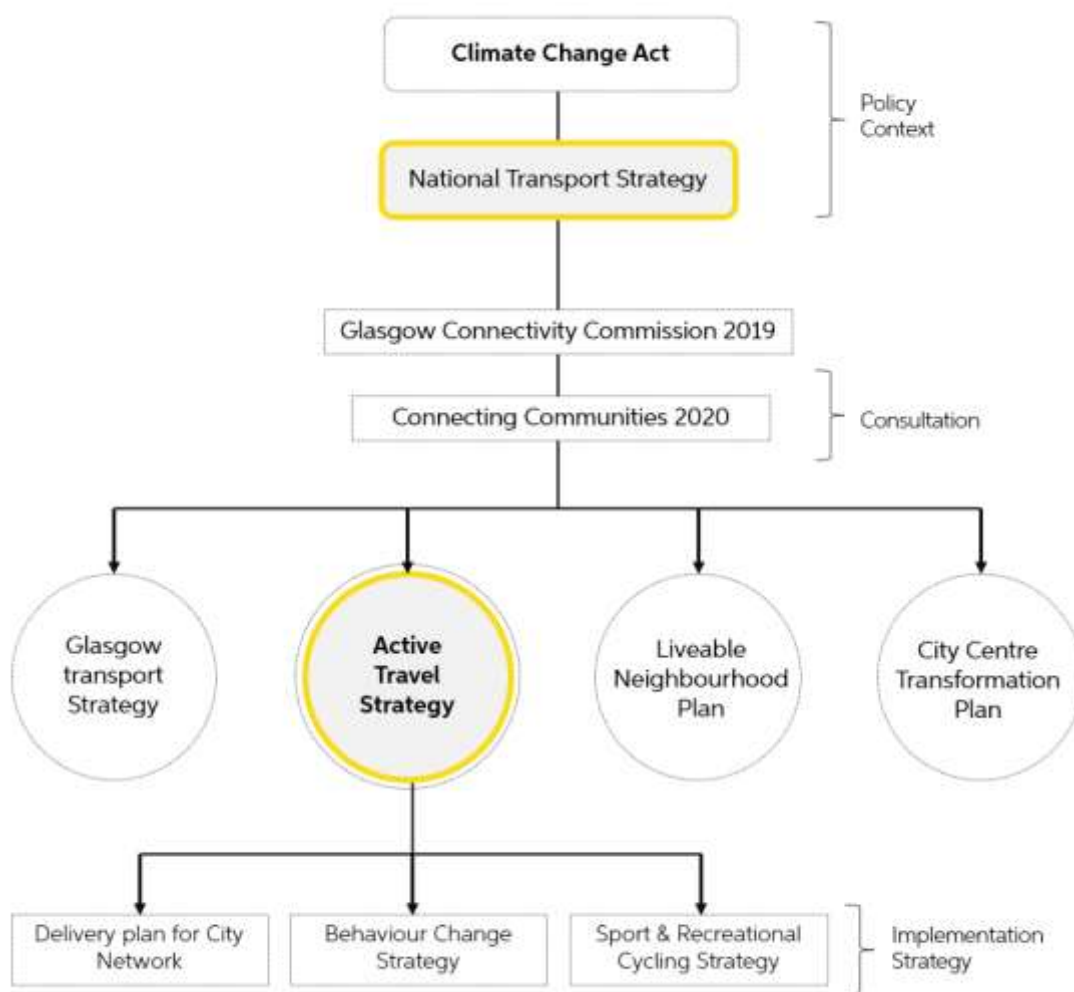 Climate Change Act
Policy
Context
National Transport Strategy
Glasgow Connectivity Commission 2019
Connecting Communities 2020
Consultation
Glasgow
transport
Strategy
Active
Travel
Strategy
Liveable
Neighbourhood
Plan
City Centre
Transformation
Plan
Delivery plan for City
Network
Behaviour Change
Strategy
Sport & Recreational
Cycling Strategy
Implementation
Strategy